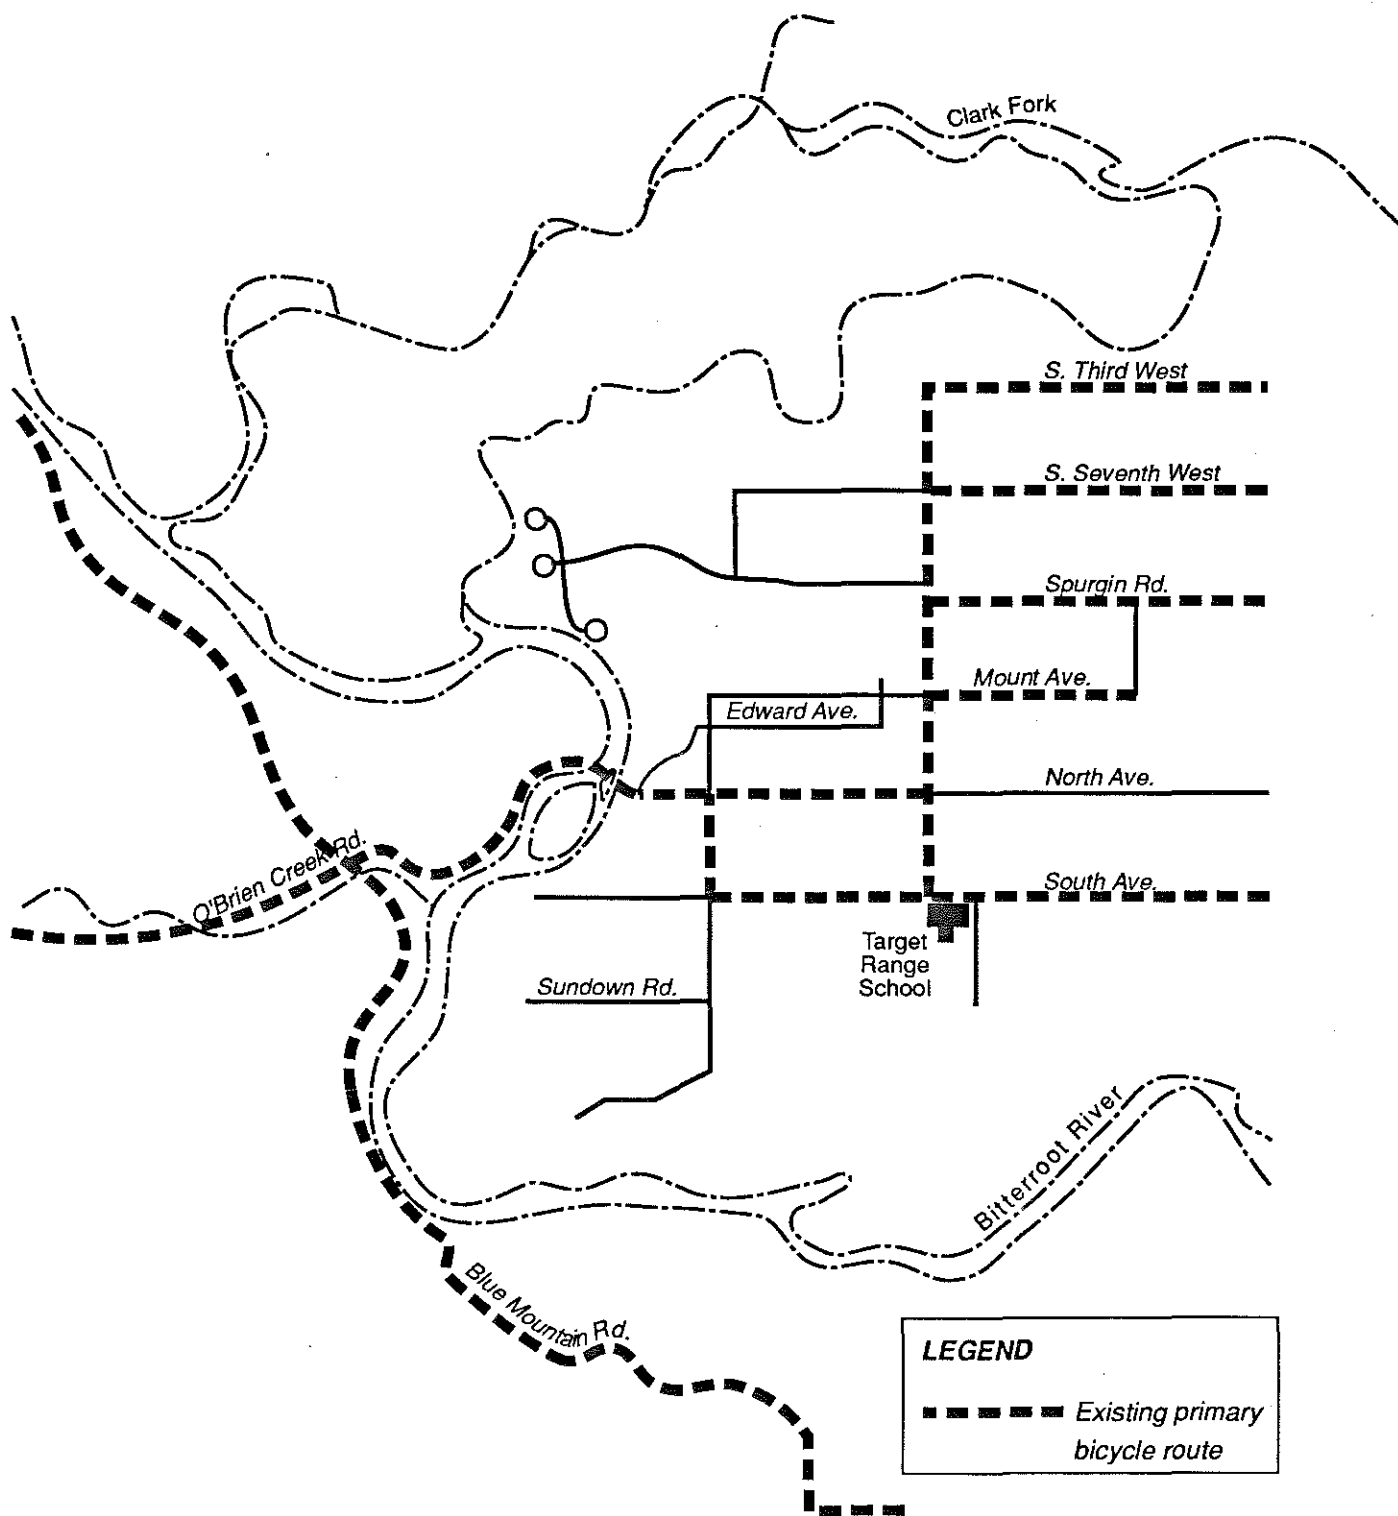 Clark Fork
S. Third West
S. Seventh West
Spurgin Rd.
Mount Ave.
Edward Ave.
North Ave.
O'Brien Creek Rd.
South Ave.
Target
Range
School
Sundown Rd.
Bitterroot River
Blue Mountain Rd.
LEGEND
Existing primary
bicycle route